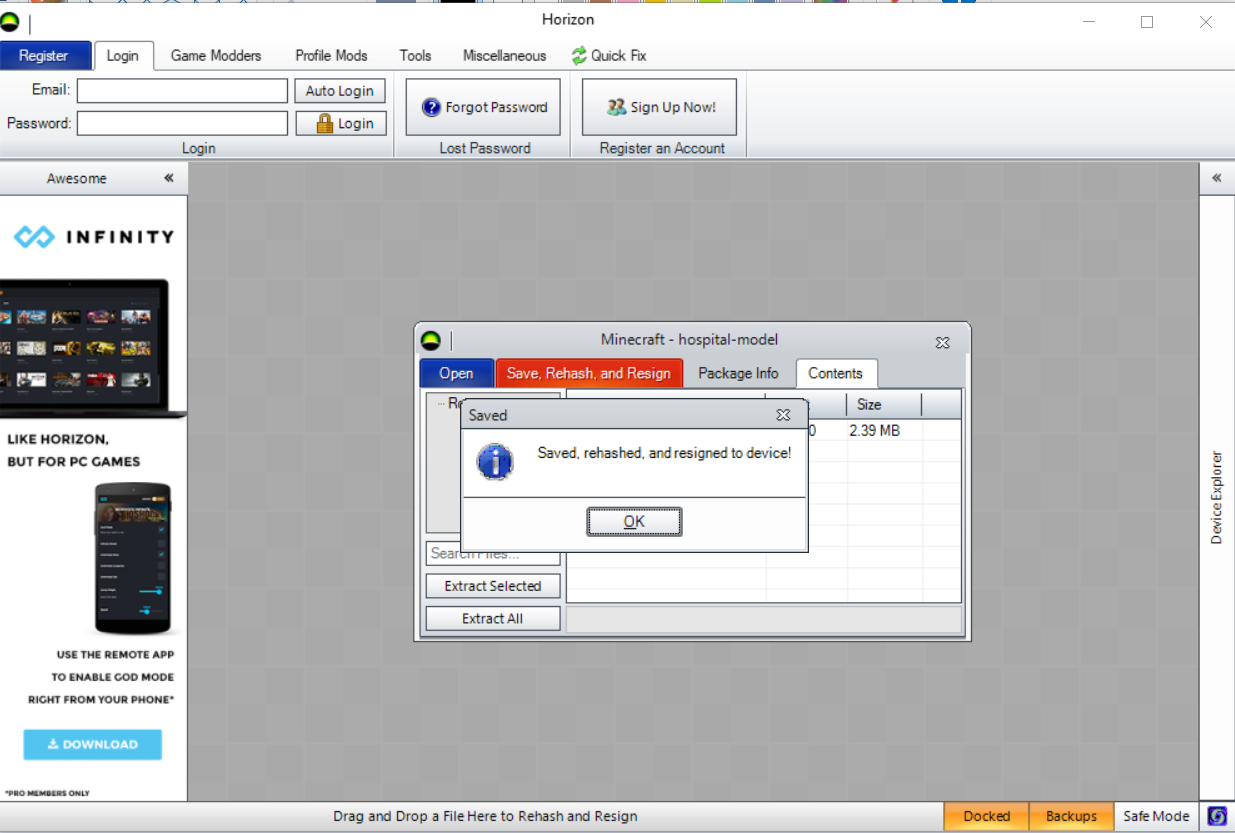 Horizon
Register
Login
Game Modders
Profile Mods
Tools
Miscellaneous
Quick Fix
Email:
Auto Login
Password:
Login
Login
Forgot Password
Lost Password
Sign Up Now!
Register an Account
Awesome
«
INFINITY
LIKE HORIZON,
BUT FOR PC GAMES
USE THE REMOTE APP
TO ENABLE GOD MODE
RIGHT FROM YOUR PHONE*
DOWNLOAD
*PRO MEMBERS ONLY
Minecraft - hospital-model
Open
Save, Rehash, and Resign
Package Info
Contents
Size
2.39 MB
Saved
Saved, rehashed, and resigned to device!
OK
Search Files...
Extract Selected
Extract All
«
Device Explorer
Drag and Drop a File Here to Rehash and Resign
Docked
Backups
Safe Mode